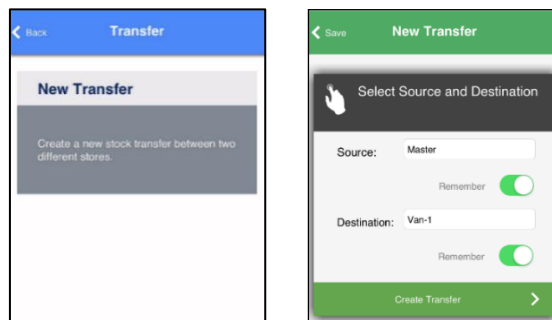 Back
Transfer
New Transfer
Create a new stock transfer between two
different stores.
Save
New Transfer
Select Source and Destination
Source:
Master
Remember
Destination:
Van-1
Remember
Create Transfer